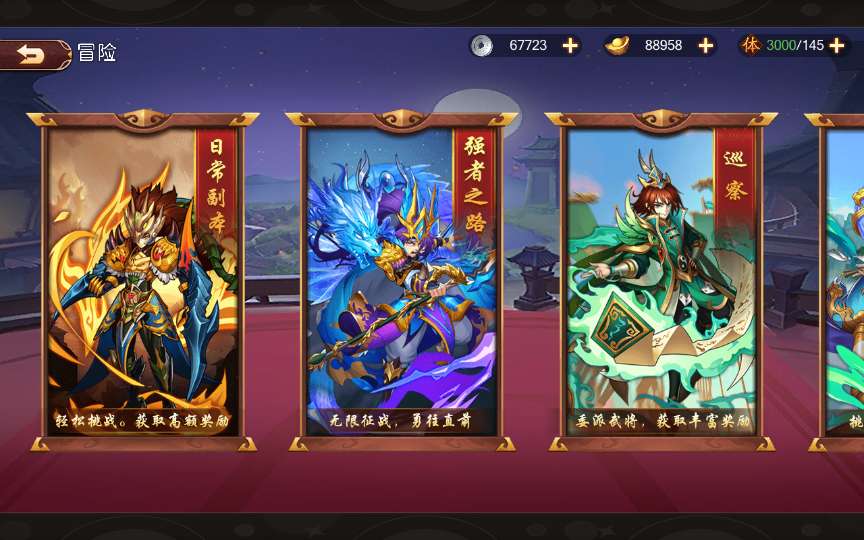 冒险
67723
88958
体 3000/145
日常副本
轻松挑战。获取高额奖励
强者之路
无限征战，勇往直前
巡察
委派武将，获取丰富奖励
挑